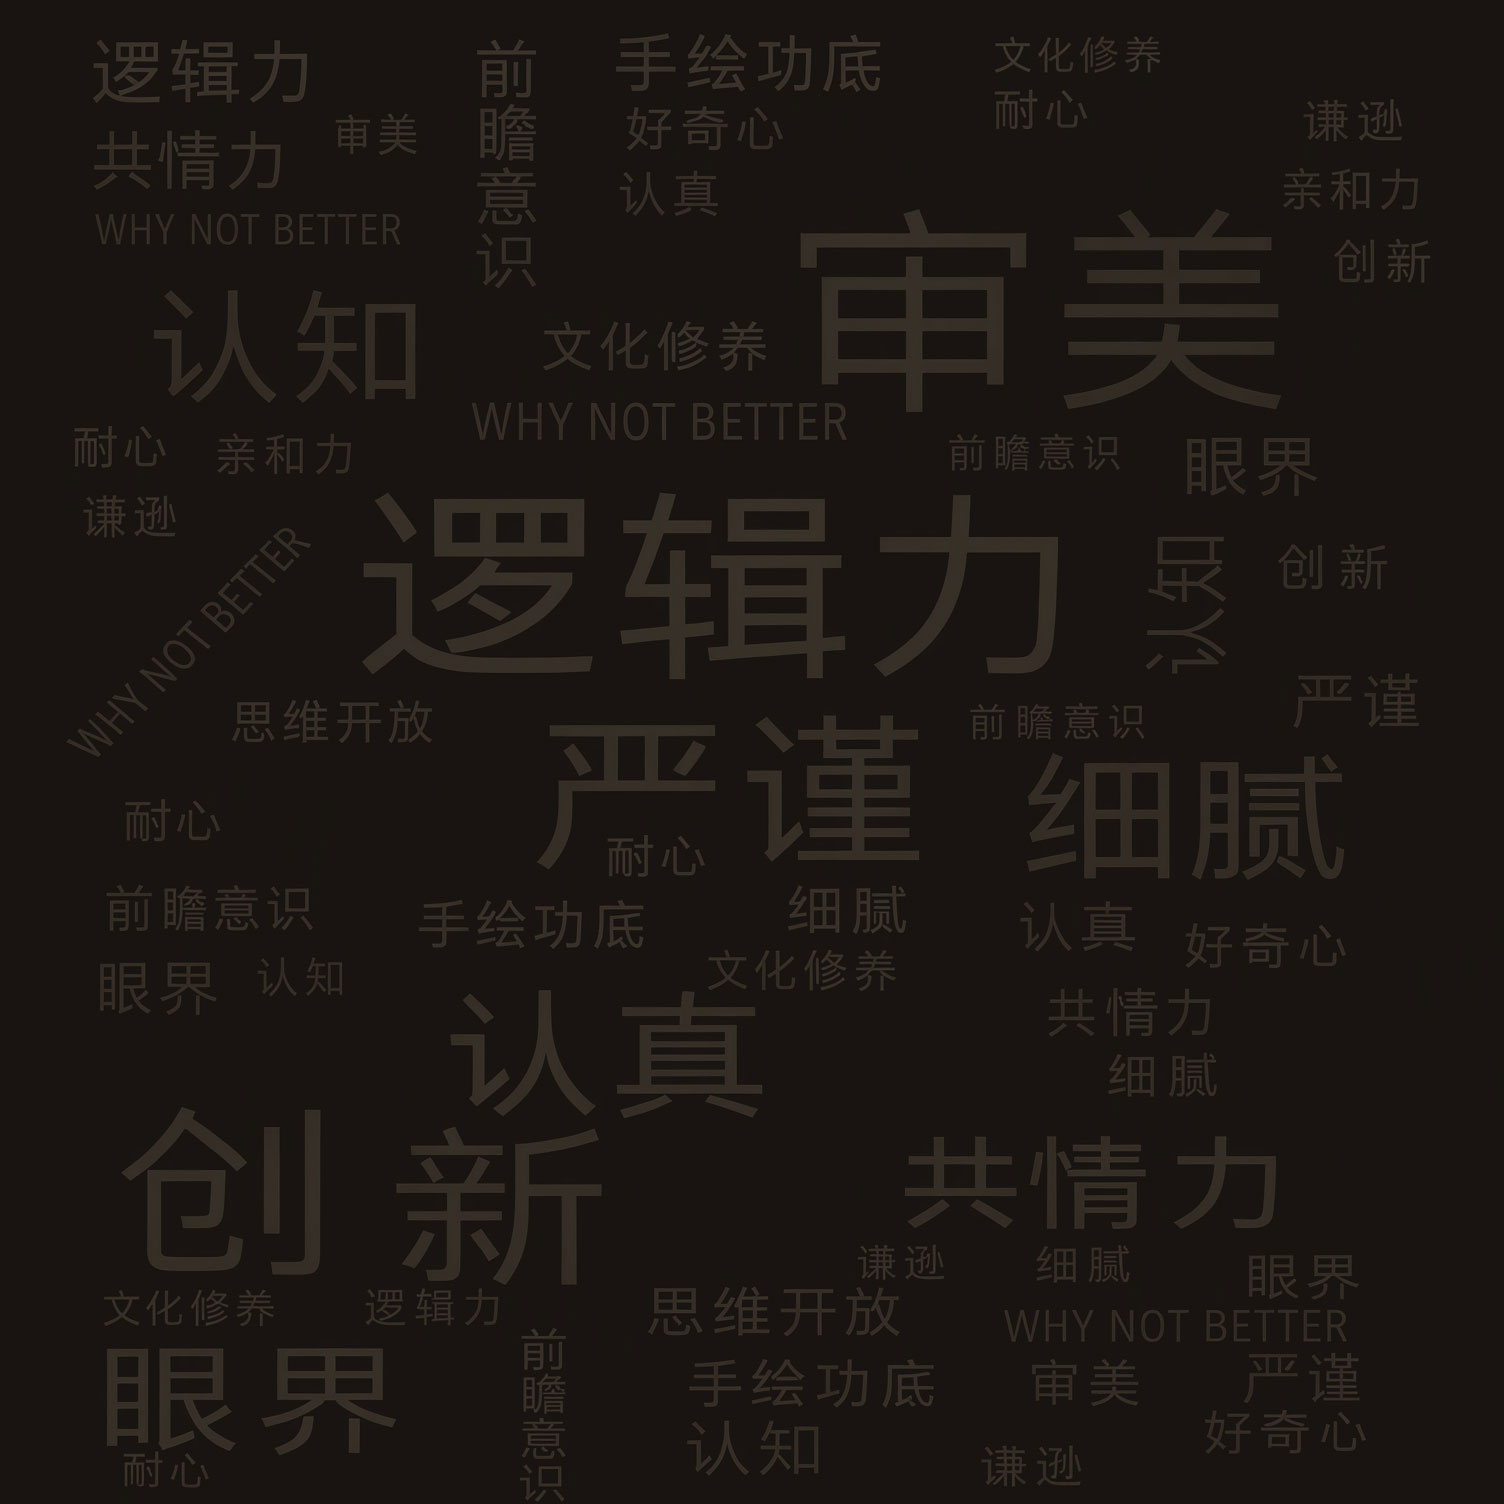 逻辑力
前瞻意识
手绘功底
文化修养
耐心
好奇心
谦逊
审美
共情力
认真
亲和力
WHY NOT BETTER
审美
创新
认知
文化修养
WHY NOT BETTER
耐心
亲和力
前瞻意识
眼界
谦逊
逻辑力
认知
创新
WHY NOT BETTER
严谨
思维开放
严谨
前瞻意识
细腻
耐心
耐心
前瞻意识
手绘功底
细腻
认真
好奇心
眼界
认知
文化修养
认真
共情力
细腻
创新
共情力
谦逊
细腻
眼界
文化修养
逻辑力
思维开放
WHY NOT BETTER
眼界
前瞻意识
手绘功底
审美
严谨
好奇心
认知
耐心
谦逊